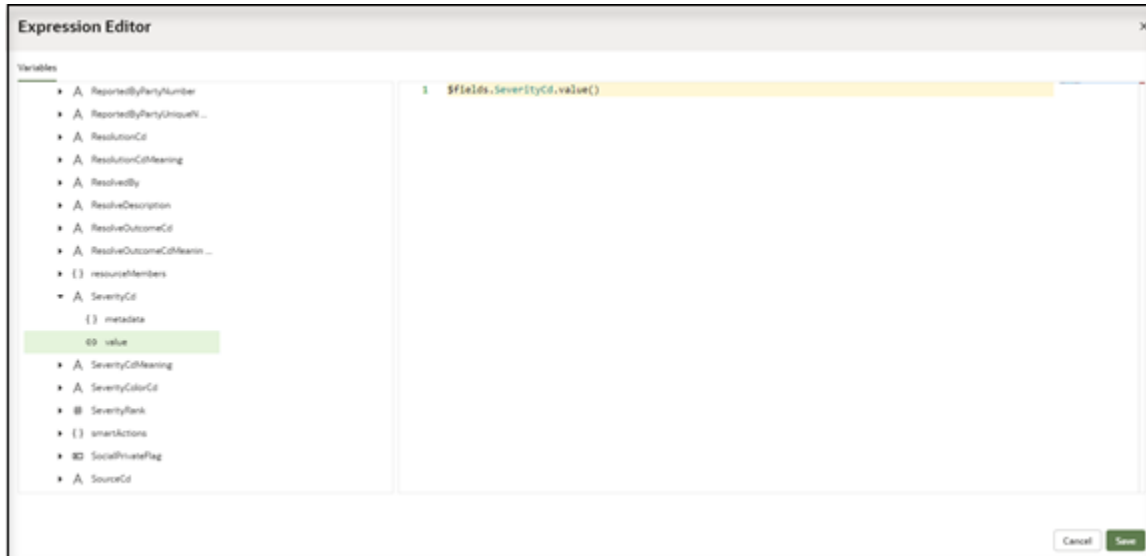 Expression Editor
×
Variables
ReportedByPartyNumber
ReportedByPartyUniqueN ...
ResolutionCd
ResolutionCdMeaning
ResolvedBy
ResolveDescription
ResolveOutcomeCd
ResolveOutcomeCdMeanin ...
{ } resourceMembers
SeverityCd
{ } metadata
value
SeverityCdMeaning
SeverityColorCd
# SeverityRank
{ } smartActions
SocialPrivateFlag
SourceCd
1 $fields.SeverityCd.value()
Cancel Save